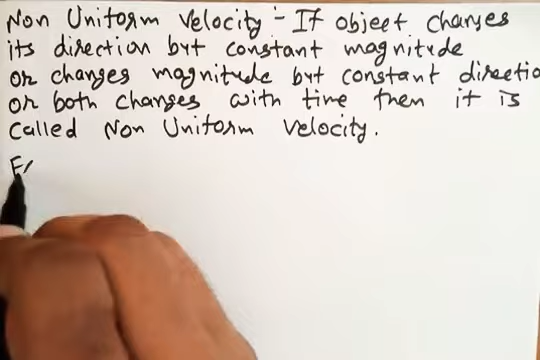 Non Uniform Velocity :- If object changes
its direction but constant magnitude
or changes magnitude but constant directio
or both changes with time then it is
Called Non Uniform Velocity.